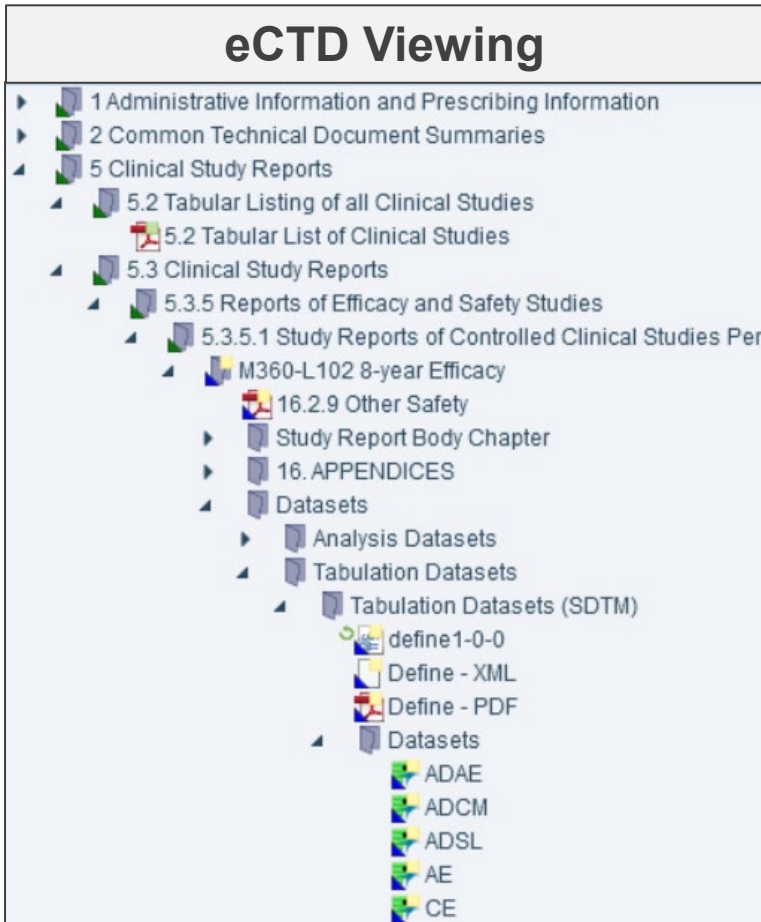 eCTD Viewing
1 Administrative Information and Prescribing Information
2 Common Technical Document Summaries
5 Clinical Study Reports
5.2 Tabular Listing of all Clinical Studies
5.2 Tabular List of Clinical Studies
5.3 Clinical Study Reports
5.3.5 Reports of Efficacy and Safety Studies
5.3.5.1 Study Reports of Controlled Clinical Studies Per
M360-L102 8-year Efficacy
16.2.9 Other Safety
Study Report Body Chapter
16. APPENDICES
Datasets
Analysis Datasets
Tabulation Datasets
Tabulation Datasets (SDTM)
define1-0-0
Define - XML
Define - PDF
Datasets
ADAE
ADCM
ADSL
AE
CE